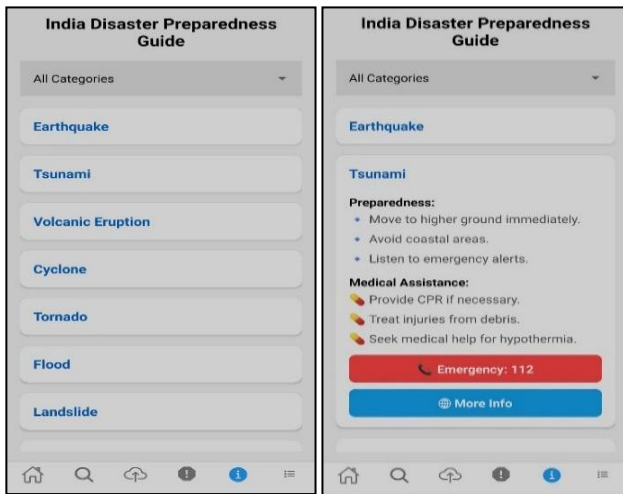 India Disaster Preparedness
Guide
All Categories
Earthquake
Tsunami
Volcanic Eruption
Cyclone
Tornado
Flood
Landslide
India Disaster Preparedness
Guide
All Categories
Earthquake
Tsunami
Preparedness:
Move to higher ground immediately.
Avoid coastal areas.
Listen to emergency alerts.
Medical Assistance:
Provide CPR if necessary.
Treat injuries from debris.
Seek medical help for hypothermia.
Emergency: 112
More Info